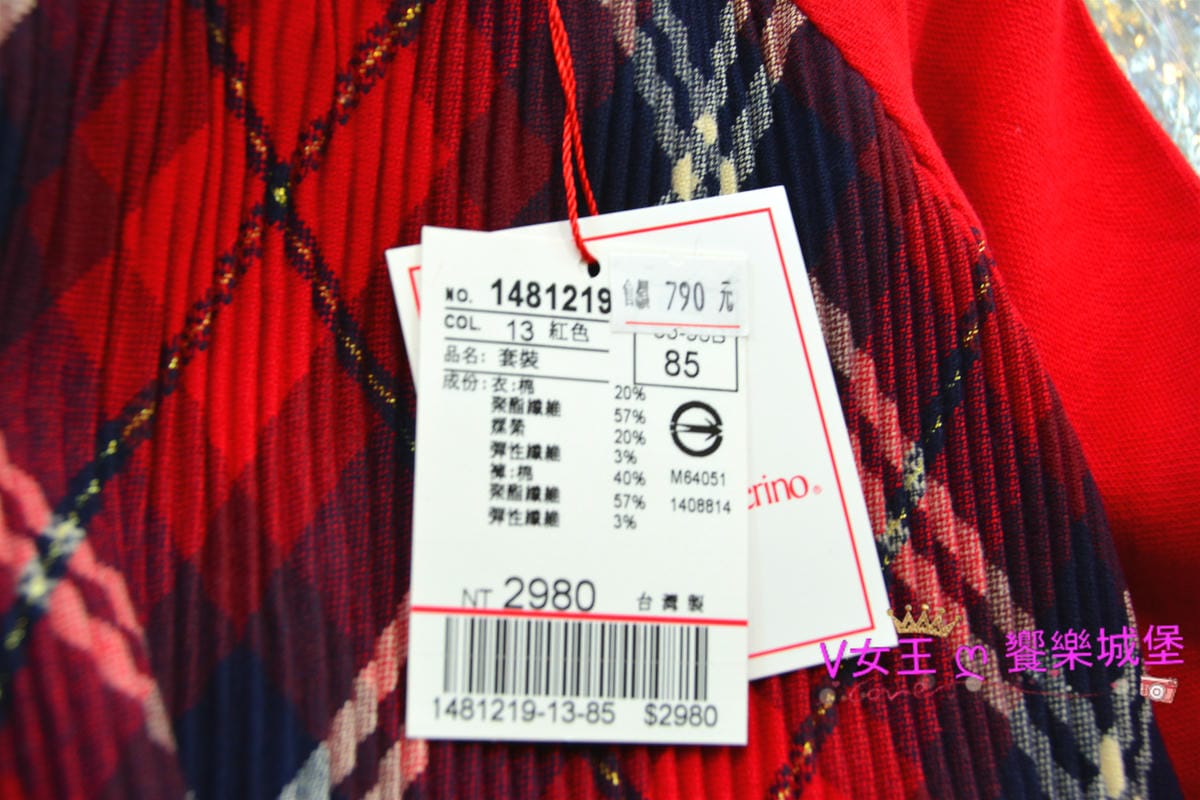 NO. 1481219
售價 790 元
COL. 13 紅色
85
品名: 套裝
成份: 衣:棉 20%
聚酯纖維 57%
嫘縈 20%
彈性纖維 3%
褲:棉 40%
聚酯纖維 57%
彈性纖維 3%
M64051
1408814
crino®
NT 2980 台灣製
1481219-13-85 $2980
V女王 ღ 饗樂城堡
Love